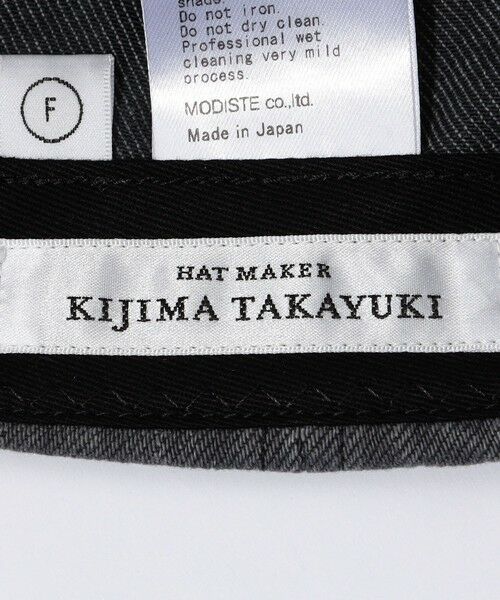 shade.
Do not iron.
Do not dry clean.
Professional wet
cleaning very mild
process.
MODISTE co.,ltd.
Made in Japan
F
HAT MAKER
KIJIMA TAKAYUKI